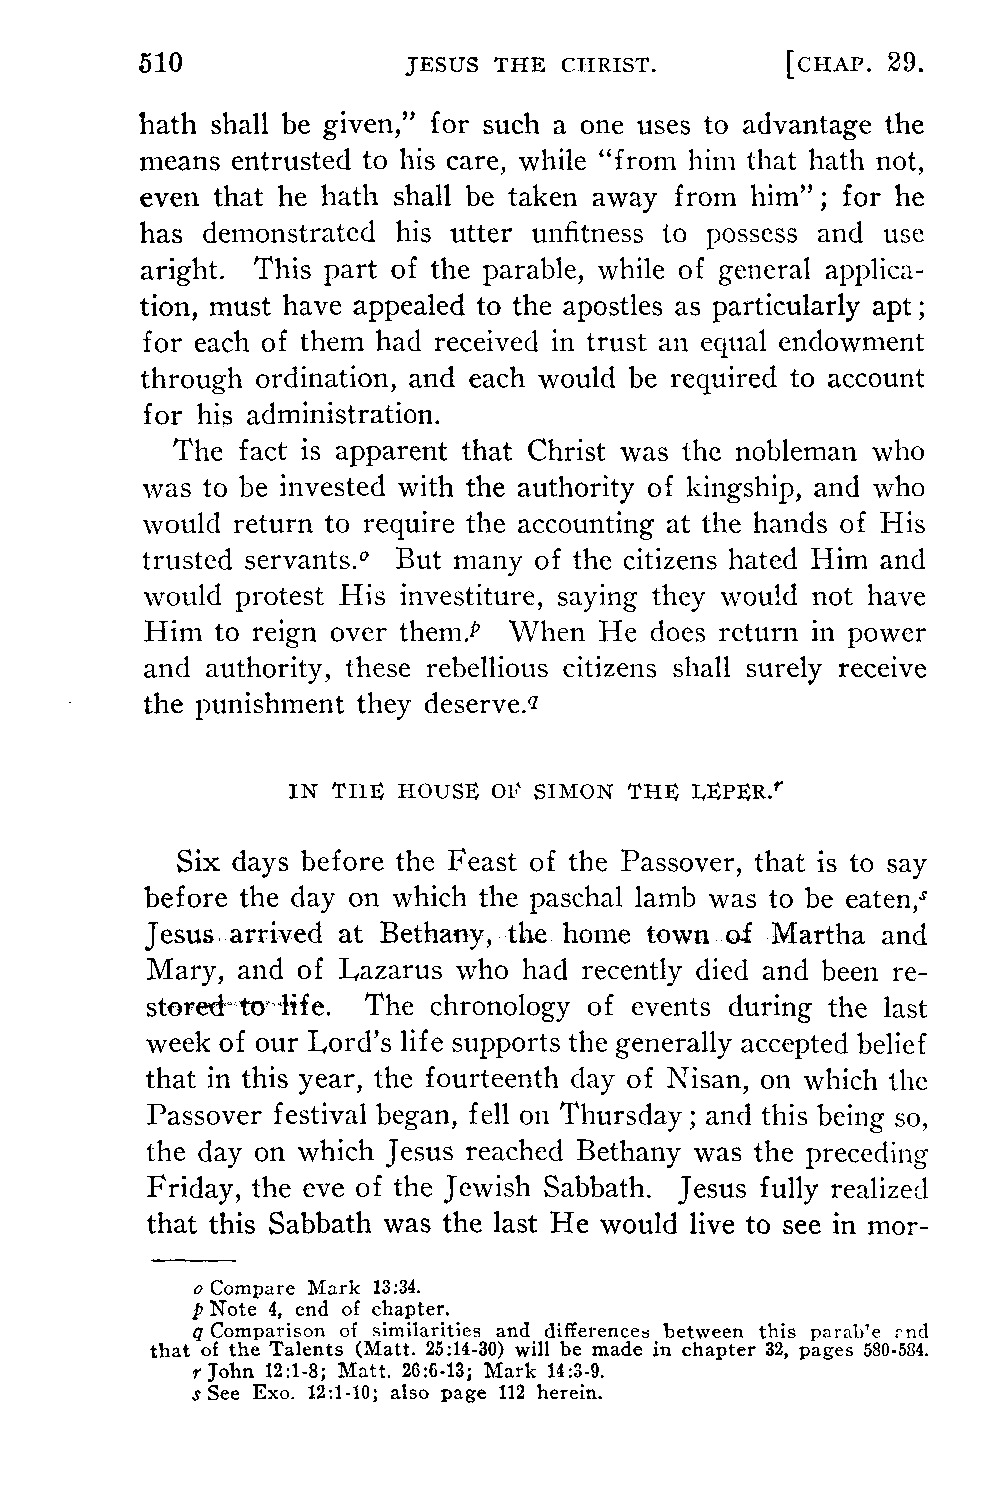 510 JESUS THE CHRIST. [CHAP. 29.
hath shall be given,” for such a one uses to advantage the
means entrusted to his care, while “from him that hath not,
even that he hath shall be taken away from him”; for he
has demonstrated his utter unfitness to possess and use
aright. This part of the parable, while of general applica-
tion, must have appealed to the apostles as particularly apt;
for each of them had received in trust an equal endowment
through ordination, and each would be required to account
for his administration.
The fact is apparent that Christ was the nobleman who
was to be invested with the authority of kingship, and who
would return to require the accounting at the hands of His
trusted servants.o But many of the citizens hated Him and
would protest His investiture, saying they would not have
Him to reign over them.p When He does return in power
and authority, these rebellious citizens shall surely receive
the punishment they deserve.q
IN THE HOUSE OF SIMON THE LEPER.r
Six days before the Feast of the Passover, that is to say
before the day on which the paschal lamb was to be eaten,s
Jesus arrived at Bethany, the home town of Martha and
Mary, and of Lazarus who had recently died and been re-
stored to life. The chronology of events during the last
week of our Lord’s life supports the generally accepted belief
that in this year, the fourteenth day of Nisan, on which the
Passover festival began, fell on Thursday; and this being so,
the day on which Jesus reached Bethany was the preceding
Friday, the eve of the Jewish Sabbath. Jesus fully realized
that this Sabbath was the last He would live to see in mor-
o Compare Mark 13:34.
p Note 4, end of chapter.
q Comparison of similarities and differences between this parable and
that of the Talents (Matt. 25:14-30) will be made in chapter 32, pages 580-584.
r John 12:1-8; Matt. 26:6-13; Mark 14:3-9.
s See Exo. 12:1-10; also page 112 herein.